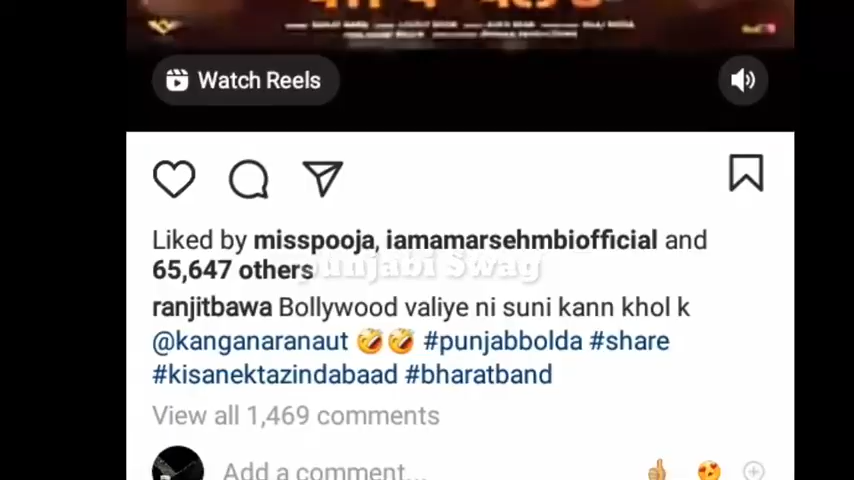 Watch Reels
Liked by misspooja, iamamarsehmbiofficial and
65,647 others
punjabi Swag
ranjitbawa Bollywood valiye ni suni kann khol k
@kanganaranaut 🤣🤣 #punjabbolda #share
#kisanektazindabaad #bharatband
View all 1,469 comments
Add a comment...